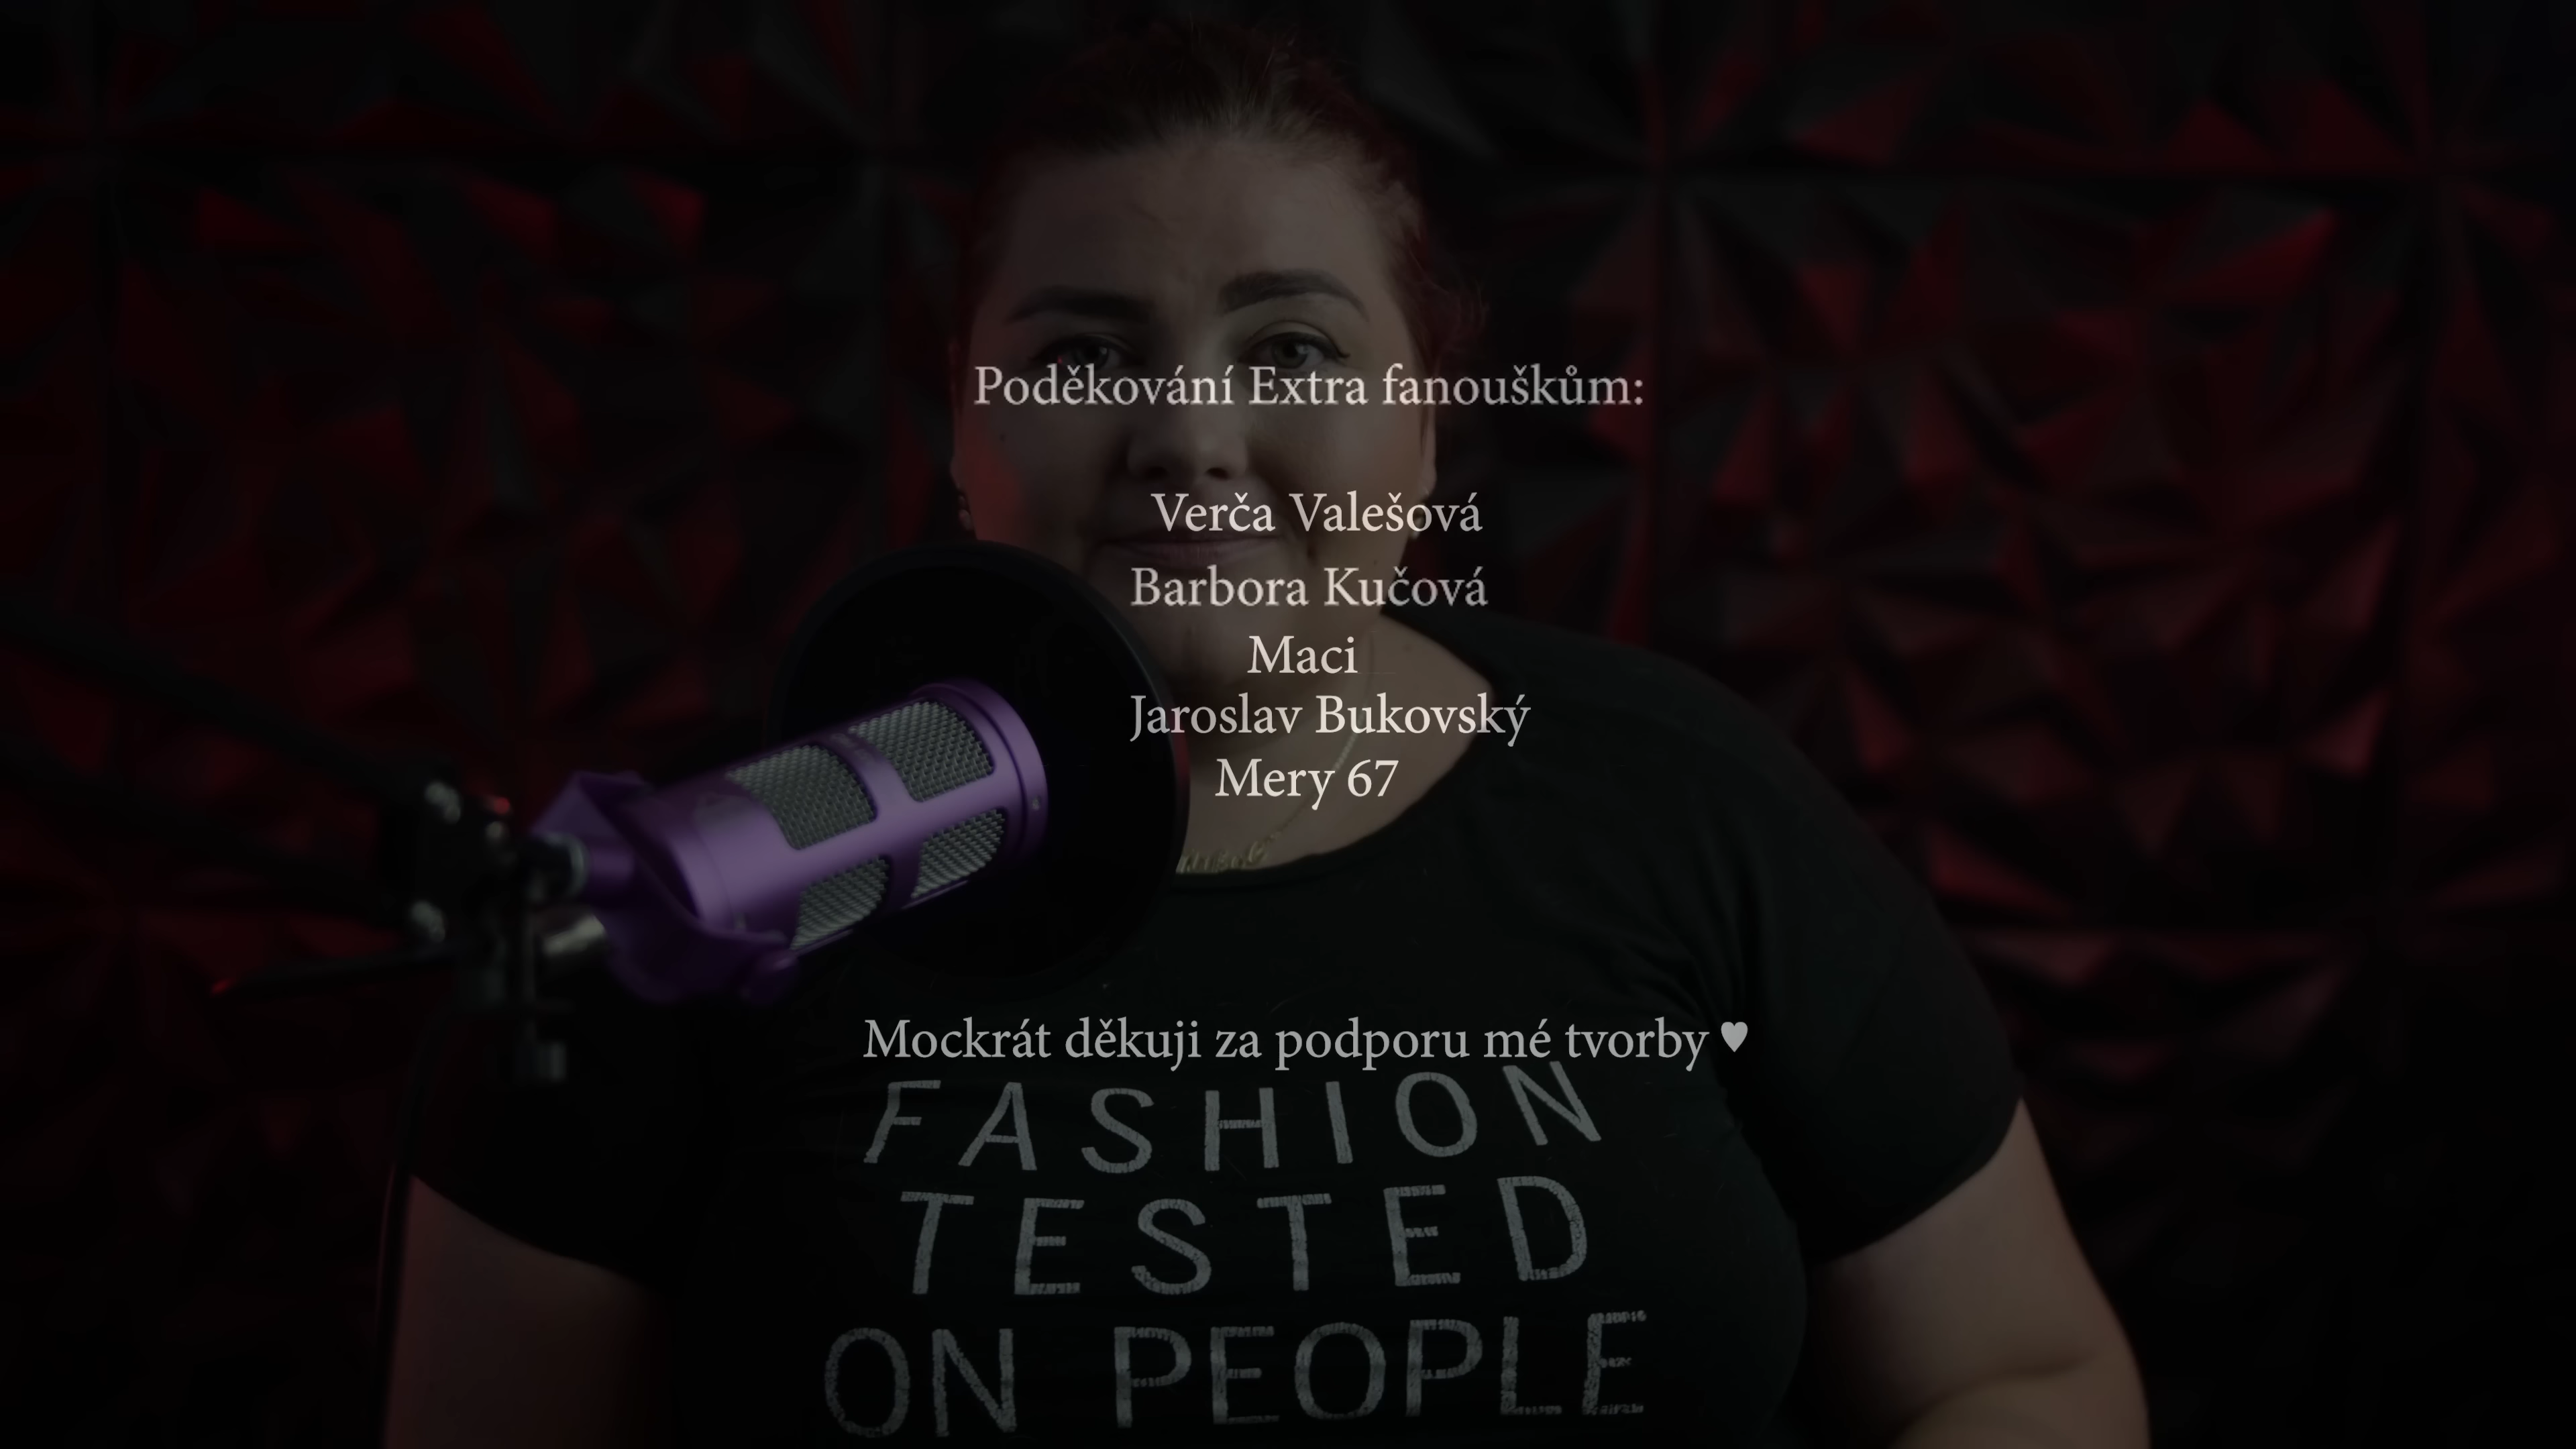 Poděkování Extra fanouškům:
Verča Valešová
Barbora Kučová
Maci
Jaroslav Bukovský
Mery 67
Mockrát děkuji za podporu mé tvorby ♥
FASHION
TESTED
ON PEOPLE